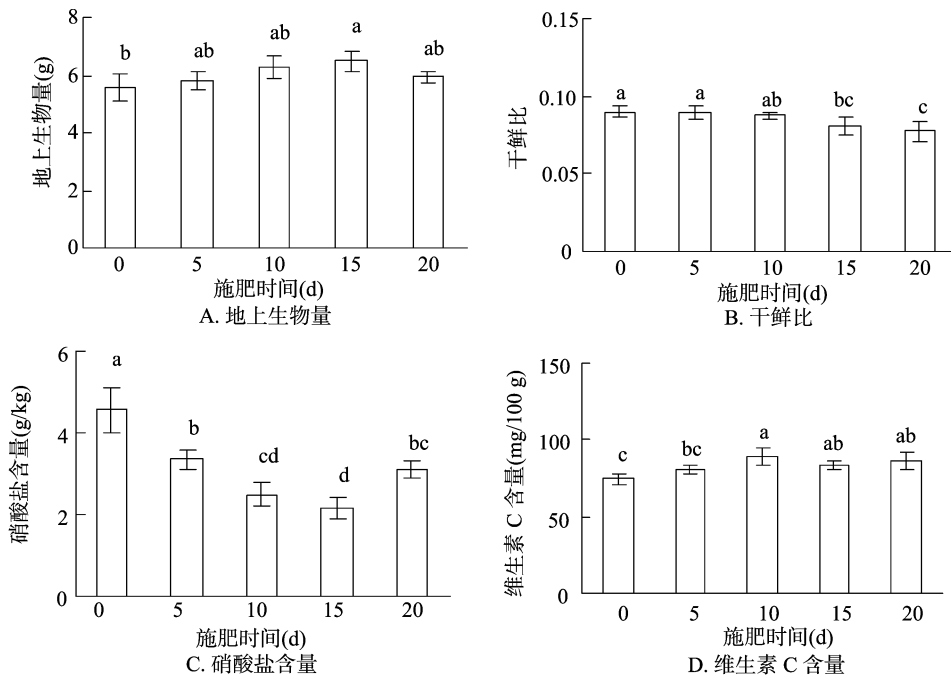 地上生物量(g)
8
6
4
2
0
b
ab
ab
a
ab
0 5 10 15 20
施肥时间(d)
A. 地上生物量
干鲜比
0.15
0.10
0.05
0
a
a
ab
bc
c
0 5 10 15 20
施肥时间(d)
B. 干鲜比
硝酸盐含量(g/kg)
6
4
2
0
a
b
cd
d
bc
0 5 10 15 20
施肥时间(d)
C. 硝酸盐含量
维生素 C 含量(mg/100 g)
150
100
50
0
c
bc
a
ab
ab
0 5 10 15 20
施肥时间(d)
D. 维生素 C 含量